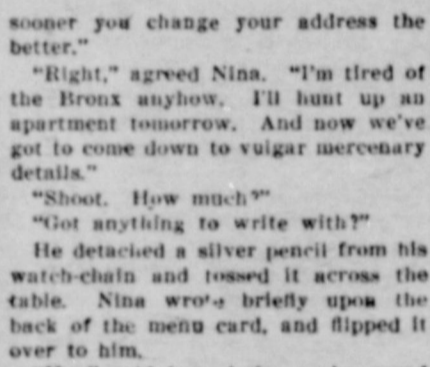 sooner you change your address the
better."
"Right," agreed Nina. "I'm tired of
the Bronx anyhow. I'll hunt up an
apartment tomorrow. And now we've
got to come down to vulgar mercenary
details."
"Shoot. How much?"
"Got anything to write with?"
He detached a silver pencil from his
watch-chain and tossed it across the
table. Nina wrote briefly upon the
back of the menu card, and flipped it
over to him.